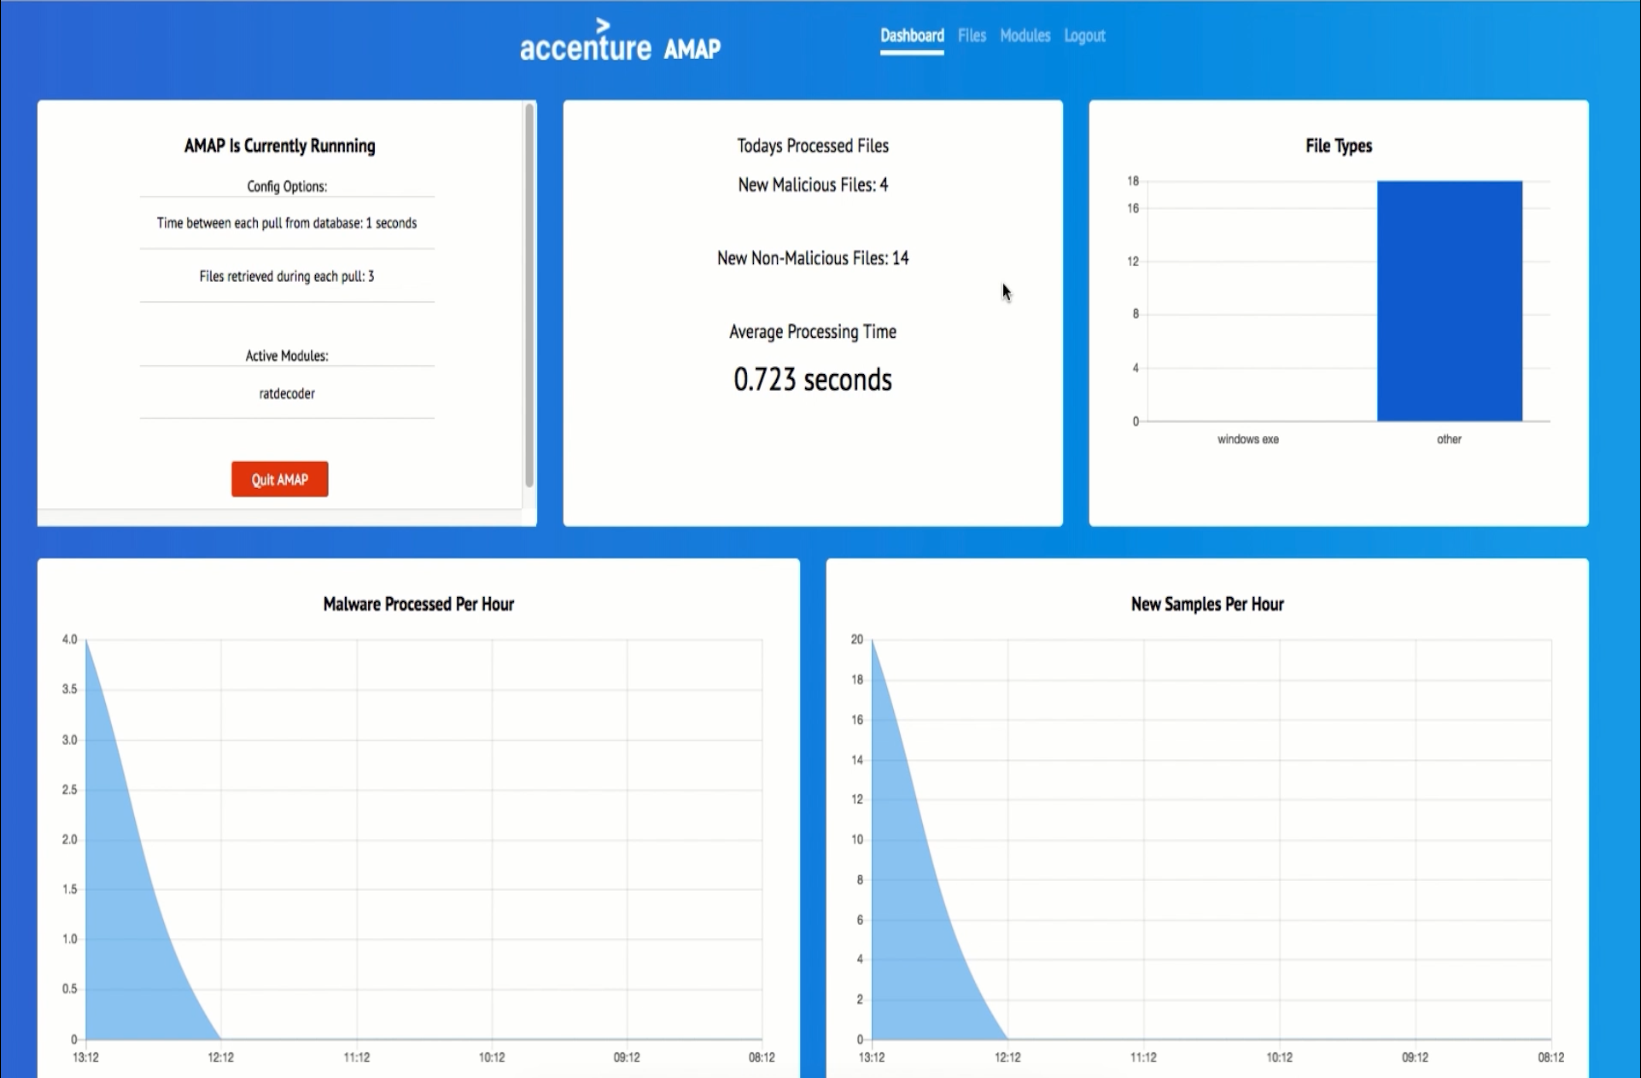 >
accenture AMAP
Dashboard Files Modules Logout
AMAP Is Currently Runnning
Config Options:
Time between each pull from database: 1 seconds
Files retrieved during each pull: 3
Active Modules:
ratdecoder
Quit AMAP
Todays Processed Files
New Malicious Files: 4
New Non-Malicious Files: 14
Average Processing Time
0.723 seconds
File Types
18
16
12
8
4
0
windows exe other
Malware Processed Per Hour
4.0
3.5
3.0
2.5
2.0
1.5
1.0
0.5
0
13:12 12:12 11:12 10:12 09:12 08:12
New Samples Per Hour
20
18
16
14
12
10
8
6
4
2
0
13:12 12:12 11:12 10:12 09:12 08:12